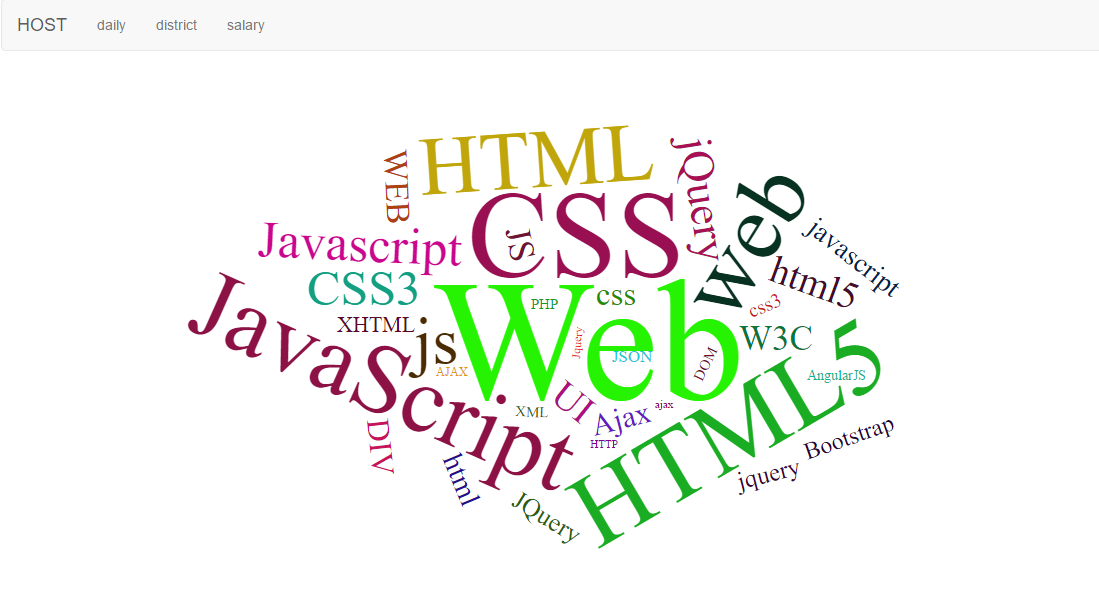 HOST daily district salary
HTML
WEB
jQuery
web
CSS
JS
Javascript
javascript
html5
CSS3
css
css3
PHP
Web
XHTML
js
W3C
Jquery
JSON
DOM
AJAX
JavaScript
AngularJS
HTML5
UI
XML
Ajax
ajax
HTTP
DIV
Bootstrap
html
jquery
JQuery